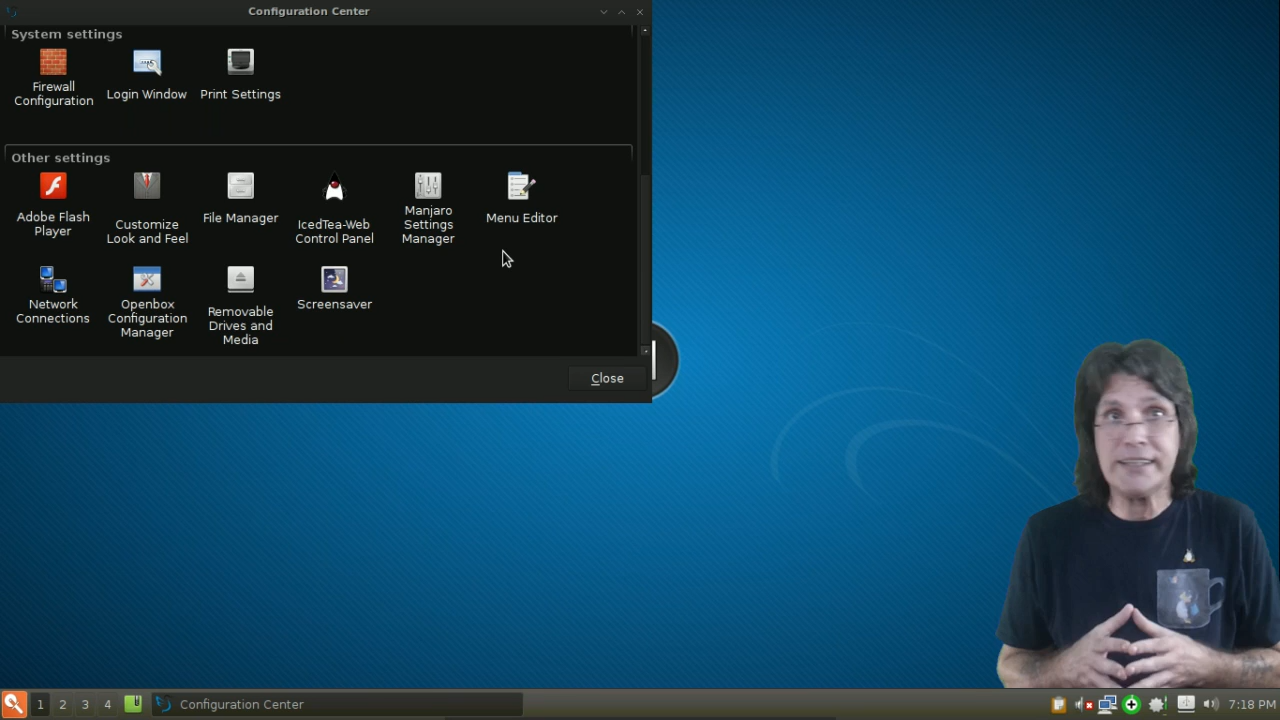 Configuration Center
System settings
Firewall
Configuration
Login Window
Print Settings
Other settings
Adobe Flash
Player
Customize
Look and Feel
File Manager
IcedTea-Web
Control Panel
Manjaro
Settings
Manager
Menu Editor
Network
Connections
Openbox
Configuration
Manager
Removable
Drives and
Media
Screensaver
Close
1 2 3 4 Configuration Center 7:18 PM